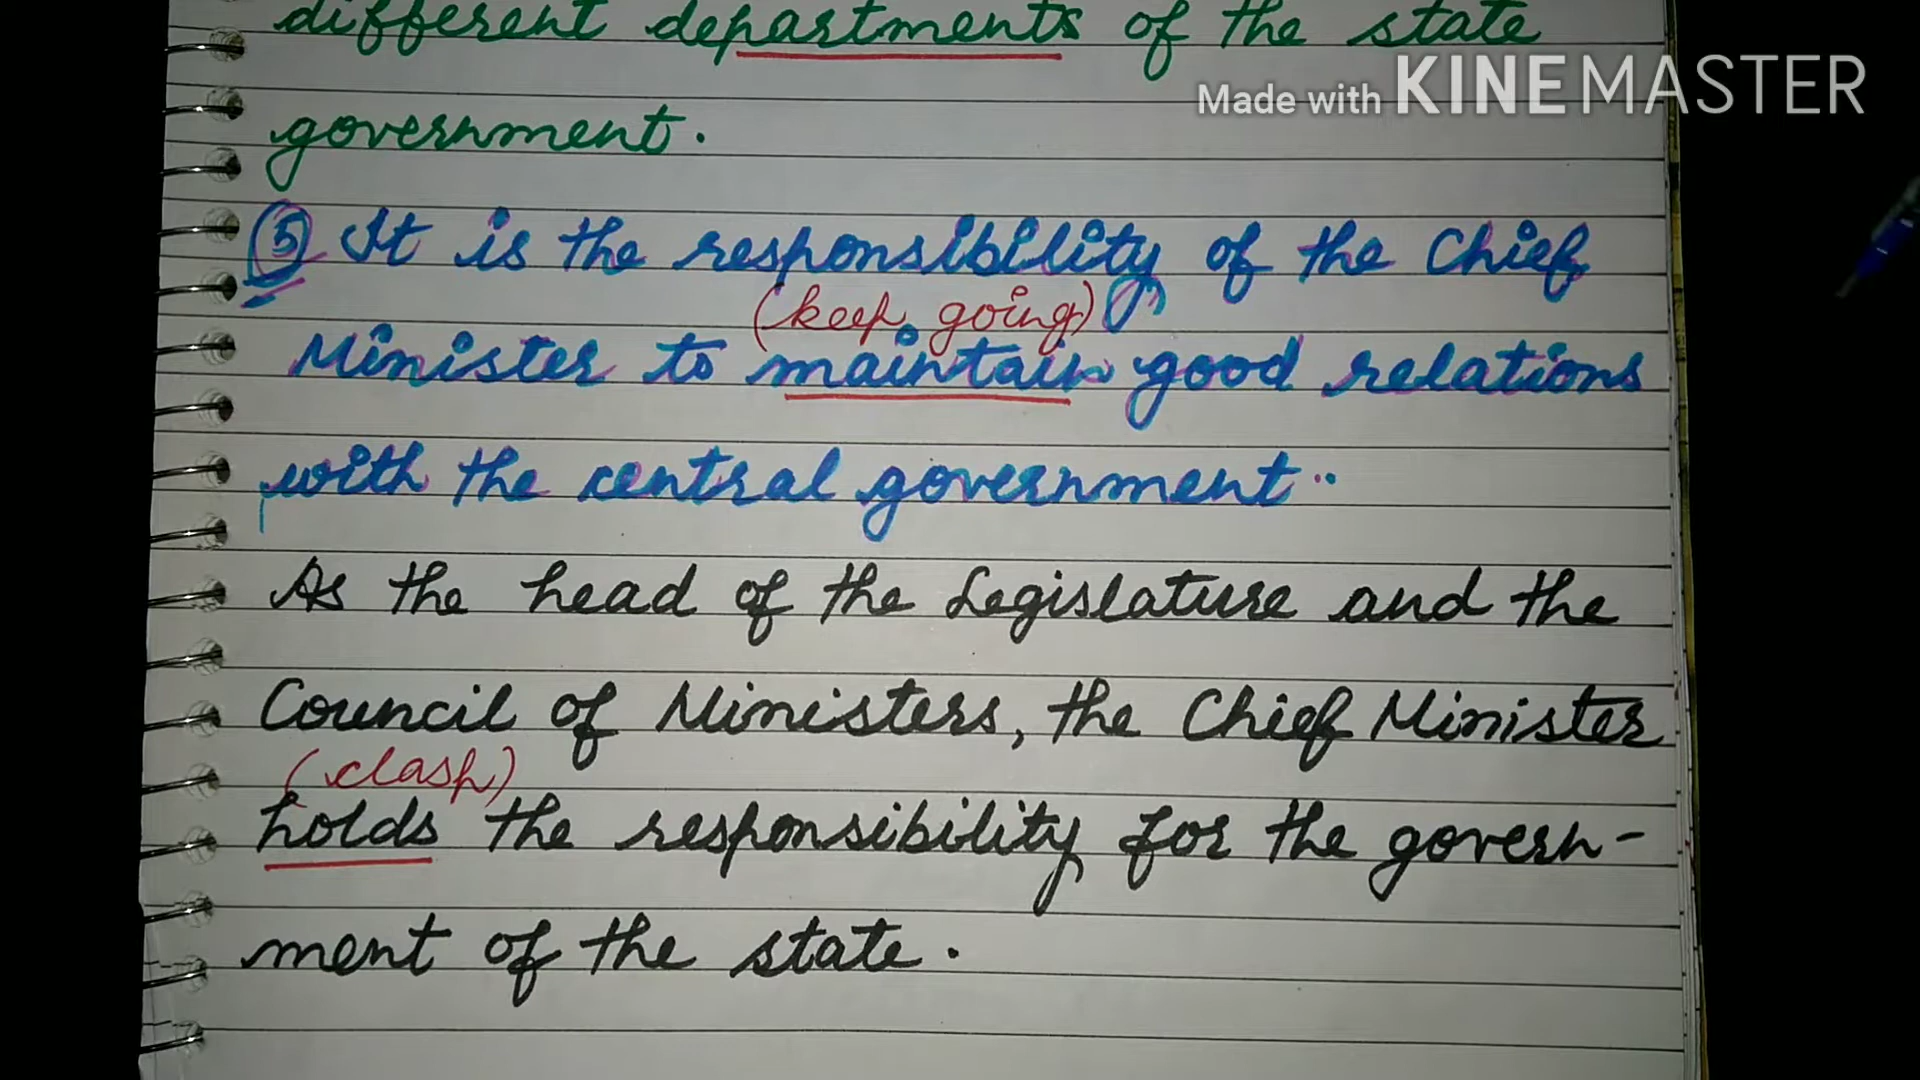 different departments of the state
Made with KINEMASTER
government.
5 It is the responsibility of the Chief
(keep going)
Minister to maintain good relations
with the central government..
As the head of the Legislature and the
Council of Ministers, the Chief Minister
(clasp)
holds the responsibility for the govern-
ment of the state.